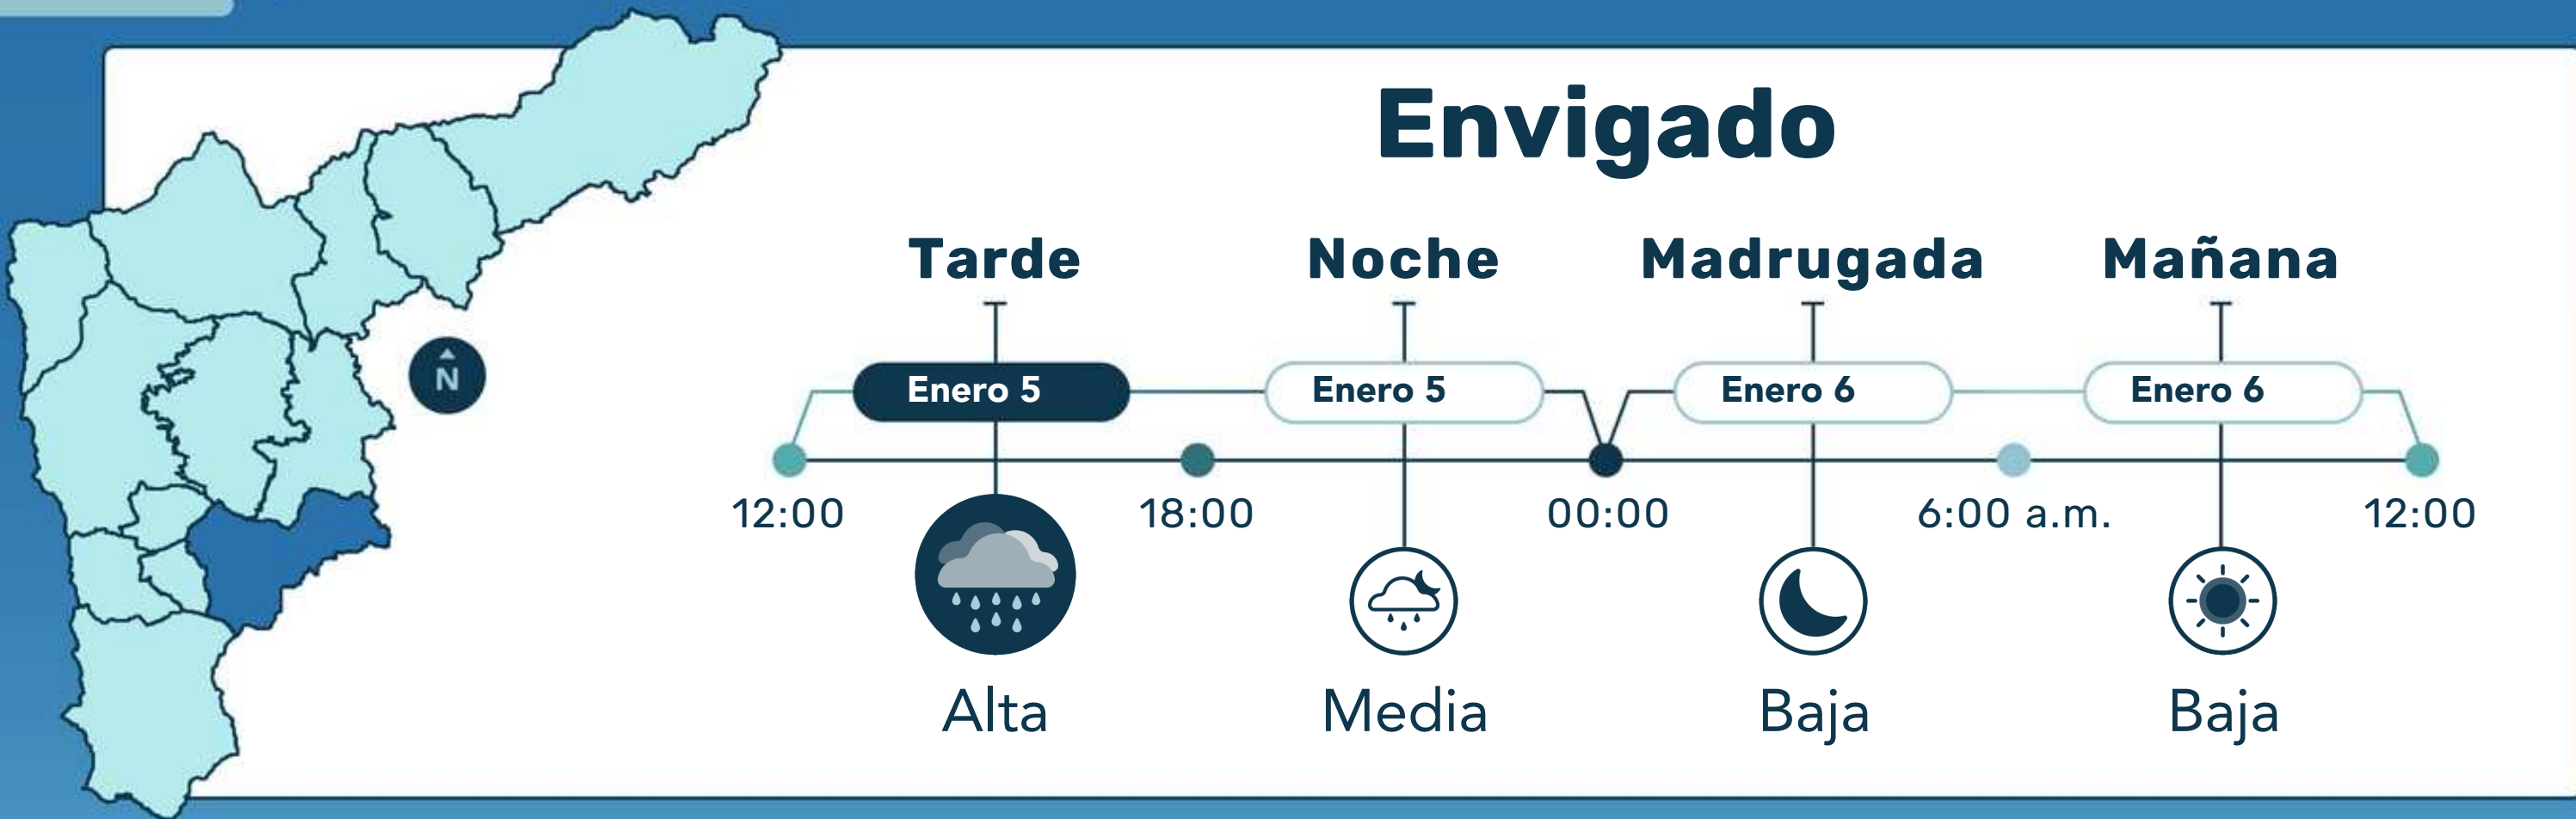 Envigado
Tarde Noche Madrugada Mañana
N
Enero 5 Enero 5 Enero 6 Enero 6
12:00 18:00 00:00 6:00 a.m. 12:00
Alta Media Baja Baja